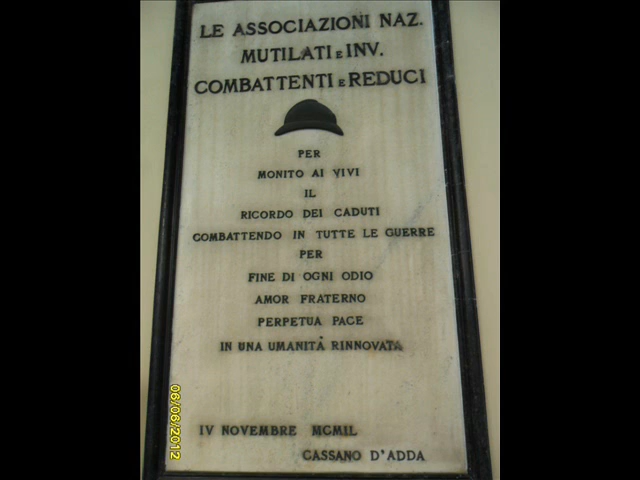 LE ASSOCIAZIONI NAZ.
MUTILATI E INV.
COMBATTENTI E REDUCI
PER
MONITO AI VIVI
IL
RICORDO DEI CADUTI
COMBATTENDO IN TUTTE LE GUERRE
PER
FINE DI OGNI ODIO
AMOR FRATERNO
PERPETUA PACE
IN UNA UMANITÀ RINNOVATA
IV NOVEMBRE MCMIL
CASSANO D'ADDA
06/06/2012